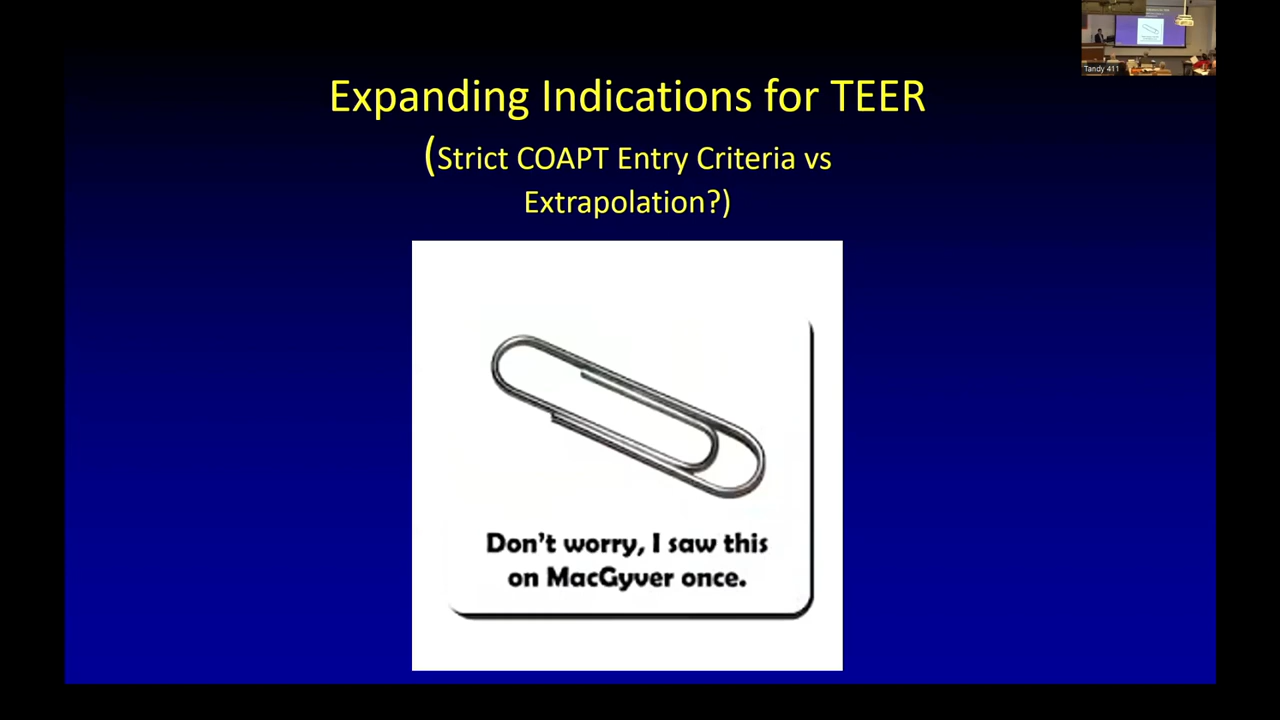 Expanding Indications for TEER
(Strict COAPT Entry Criteria vs
Extrapolation?)
Don't worry, I saw this
on MacGyver once.
Tandy 411